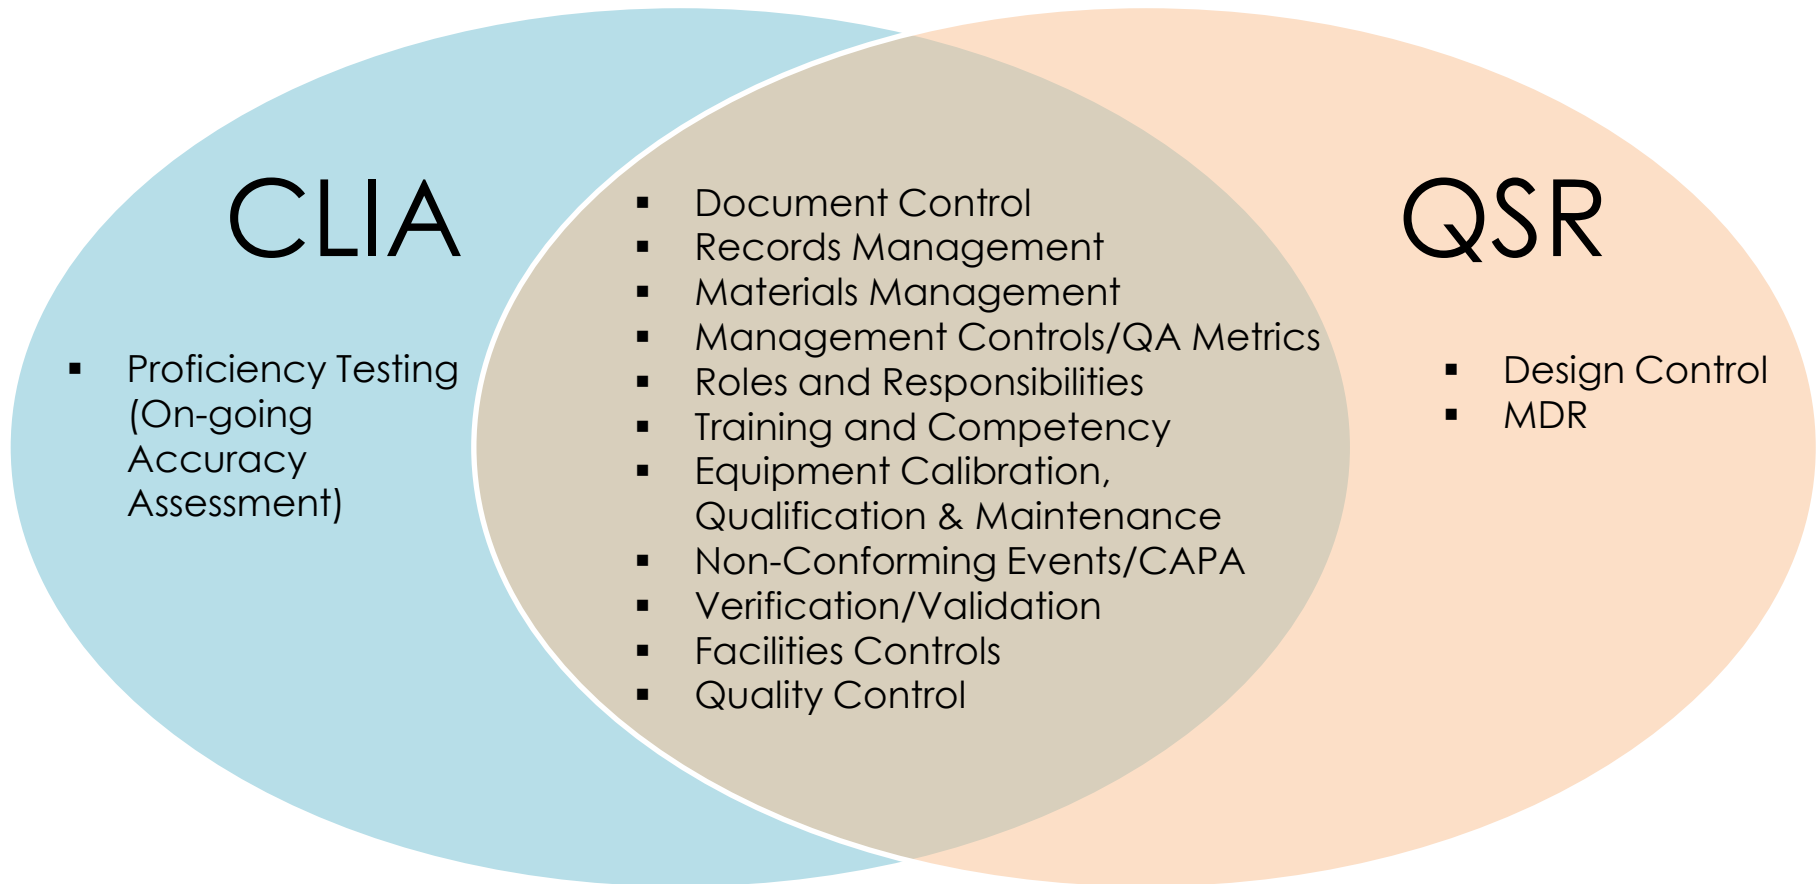 CLIA
▪ Proficiency Testing
(On-going
Accuracy
Assessment)
▪ Document Control
▪ Records Management
▪ Materials Management
▪ Management Controls/QA Metrics
▪ Roles and Responsibilities
▪ Training and Competency
▪ Equipment Calibration,
Qualification & Maintenance
▪ Non-Conforming Events/CAPA
▪ Verification/Validation
▪ Facilities Controls
▪ Quality Control
QSR
▪ Design Control
▪ MDR